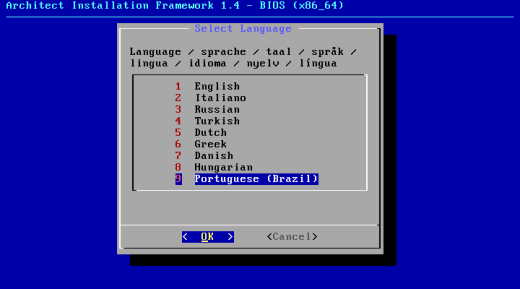 Architect Installation Framework 1.4 - BIOS (x86_64)
Select Language
Language / sprache / taal / språk /
lingua / idioma / nyelv / língua
1 English
2 Italiano
3 Russian
4 Turkish
5 Dutch
6 Greek
7 Danish
8 Hungarian
9 Portuguese (Brazil)
< OK > <Cancel>